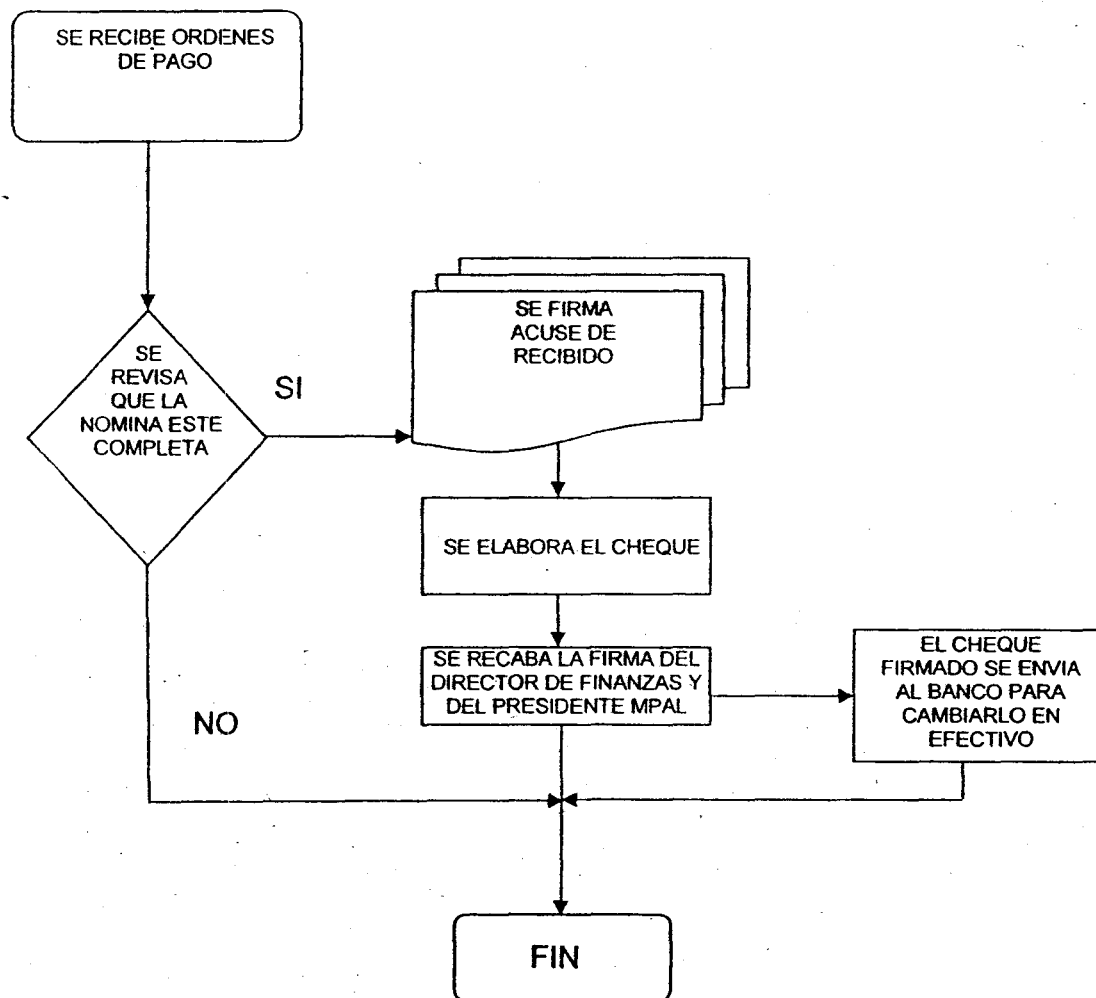 SE RECIBE ORDENES
DE PAGO
SE
REVISA
QUE LA
NOMINA ESTE
COMPLETA
SI
SE FIRMA
ACUSE DE
RECIBIDO
SE ELABORA EL CHEQUE
SE RECABA LA FIRMA DEL
DIRECTOR DE FINANZAS Y
DEL PRESIDENTE MPAL
EL CHEQUE
FIRMADO SE ENVIA
AL BANCO PARA
CAMBIARLO EN
EFECTIVO
NO
FIN